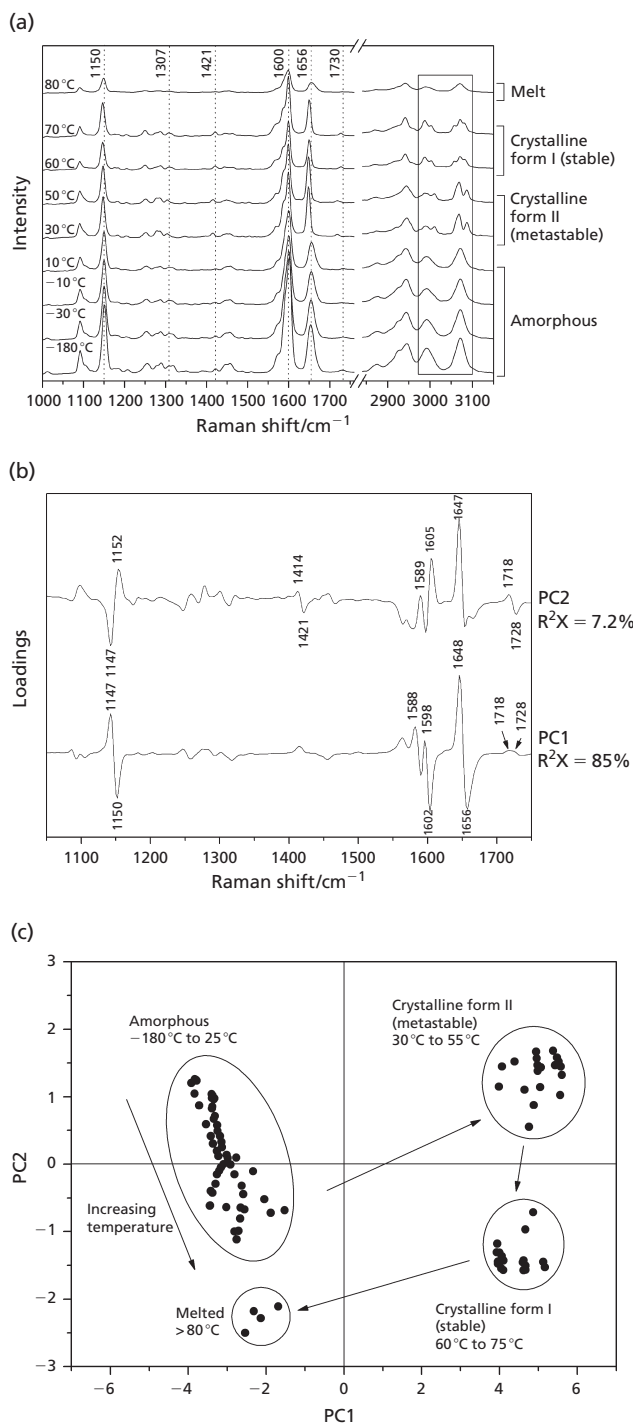 (a)
1150
1307
1421
1600
1656
1730
80°C
70°C
60°C
50°C
30°C
10°C
−10°C
−30°C
−180°C
Melt
Crystalline
form I (stable)
Crystalline
form II
(metastable)
Amorphous
Intensity
1000 1100 1200 1300 1400 1500 1600 1700 2900 3000 3100
Raman shift/cm−1
(b)
1152
1147
1414
1421
1589
1605
1647
1718
1728
PC2
R2X = 7.2%
1147
1150
1588
1598
1602
1648
1656
1718
1728
PC1
R2X = 85%
Loadings
1100 1200 1300 1400 1500 1600 1700
Raman shift/cm−1
(c)
3
2
1
0
−1
−2
−3
PC2
Amorphous
−180°C to 25°C
Crystalline form II
(metastable)
30°C to 55°C
Increasing
temperature
Melted
>80°C
Crystalline form I
(stable)
60°C to 75°C
−6 −4 −2 0 2 4 6
PC1